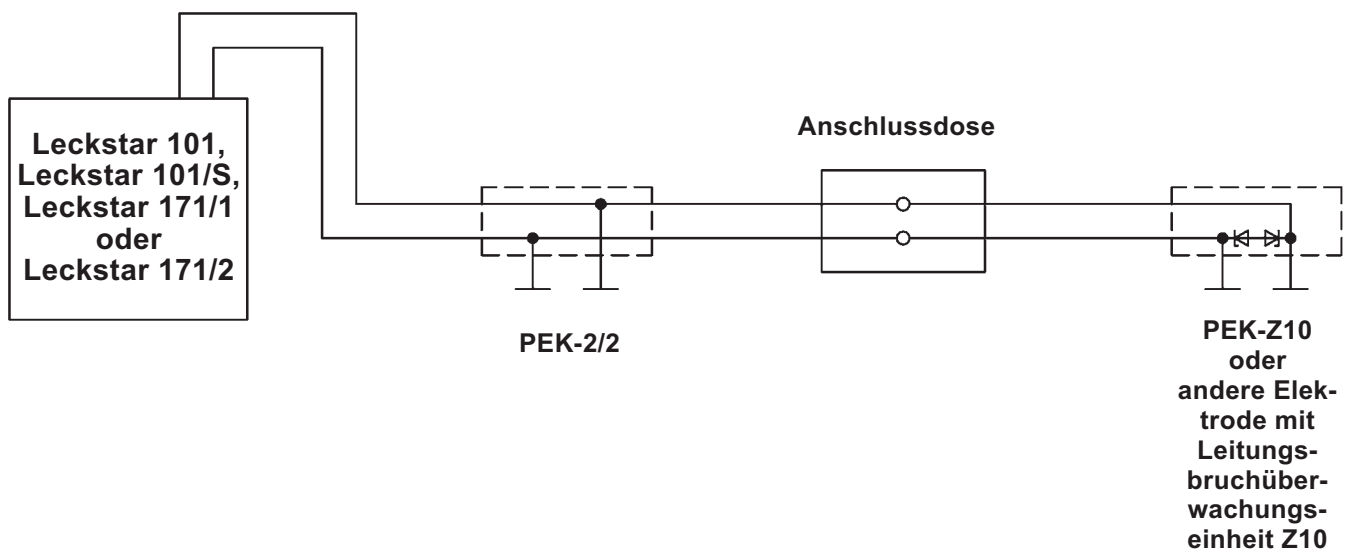 Leckstar 101,
Leckstar 101/S,
Leckstar 171/1
oder
Leckstar 171/2
Anschlussdose
PEK-2/2
PEK-Z10
oder
andere Elek-
trode mit
Leitungs-
bruchüber-
wachungs-
einheit Z10